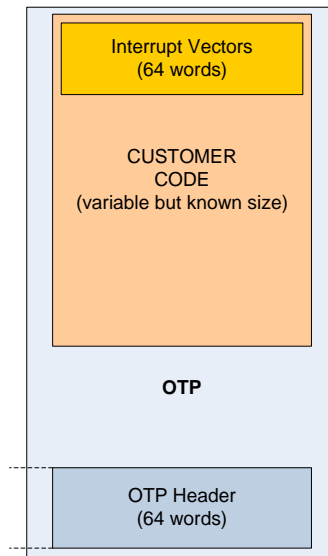 Interrupt Vectors
(64 words)
CUSTOMER
CODE
(variable but known size)
OTP
OTP Header
(64 words)